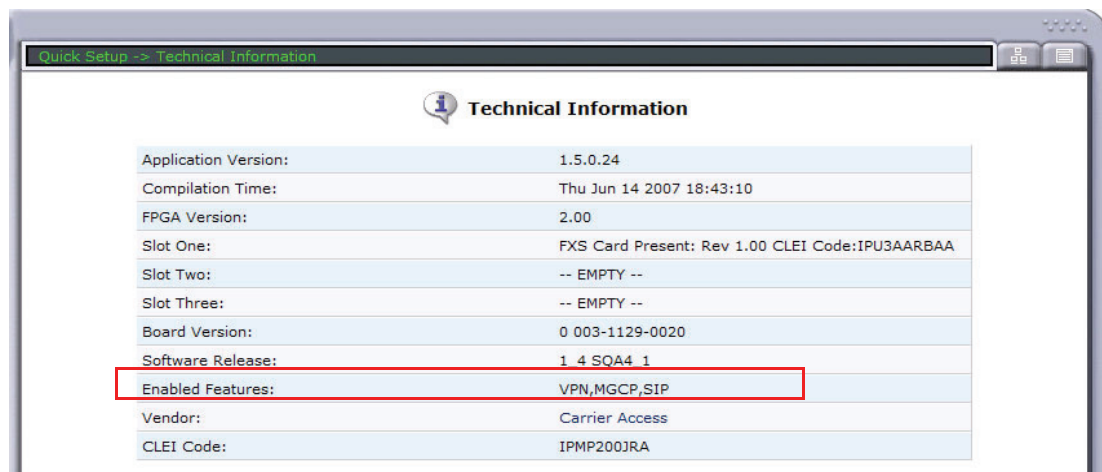 Quick Setup -> Technical Information
Technical Information
Application Version: 1.5.0.24
Compilation Time: Thu Jun 14 2007 18:43:10
FPGA Version: 2.00
Slot One: FXS Card Present: Rev 1.00 CLEI Code:IPU3AARBAA
Slot Two: -- EMPTY --
Slot Three: -- EMPTY --
Board Version: 0 003-1129-0020
Software Release: 1_4 SQA4_1
Enabled Features: VPN,MGCP,SIP
Vendor: Carrier Access
CLEI Code: IPMP200JRA